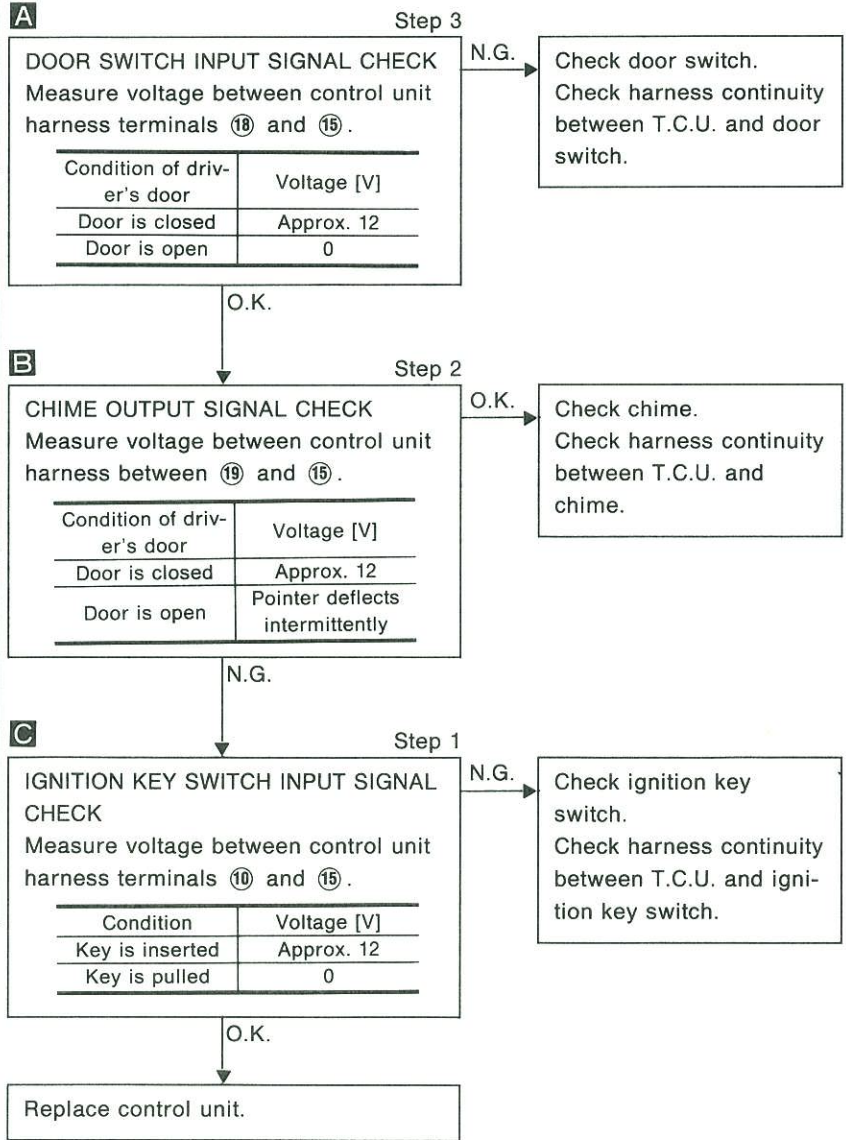 A
Step 3
DOOR SWITCH INPUT SIGNAL CHECK
Measure voltage between control unit
harness terminals ⑱ and ⑮.
Condition of driv-
er's door
Voltage [V]
Door is closed
Approx. 12
Door is open
0
N.G.
Check door switch.
Check harness continuity
between T.C.U. and door
switch.
O.K.
B
Step 2
CHIME OUTPUT SIGNAL CHECK
Measure voltage between control unit
harness between ⑲ and ⑮.
Condition of driv-
er's door
Voltage [V]
Door is closed
Approx. 12
Door is open
Pointer deflects
intermittently
O.K.
Check chime.
Check harness continuity
between T.C.U. and
chime.
N.G.
C
Step 1
IGNITION KEY SWITCH INPUT SIGNAL
CHECK
Measure voltage between control unit
harness terminals ⑩ and ⑮.
Condition
Voltage [V]
Key is inserted
Approx. 12
Key is pulled
0
N.G.
Check ignition key
switch.
Check harness continuity
between T.C.U. and igni-
tion key switch.
O.K.
Replace control unit.